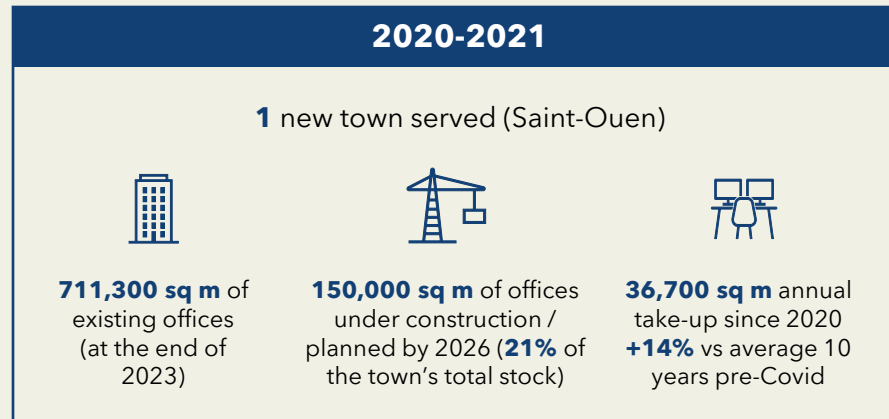 2020-2021
1 new town served (Saint-Ouen)
711,300 sq m of
existing offices
(at the end of
2023)
150,000 sq m of offices
under construction /
planned by 2026 (21% of
the town’s total stock)
36,700 sq m annual
take-up since 2020
+14% vs average 10
years pre-Covid